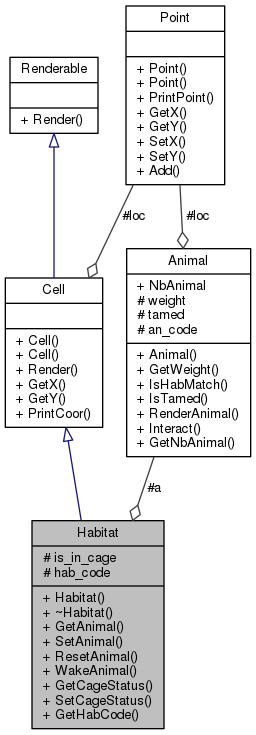 Point
+ Point()
+ Point()
+ PrintPoint()
+ GetX()
+ GetY()
+ SetX()
+ SetY()
+ Add()
Renderable
+ Render()
#loc
#loc
Cell
+ Cell()
+ Cell()
+ Render()
+ GetX()
+ GetY()
+ PrintCoor()
Animal
+ NbAnimal
# weight
# tamed
# an_code
+ Animal()
+ GetWeight()
+ IsHabMatch()
+ IsTamed()
+ RenderAnimal()
+ Interact()
+ GetNbAnimal()
#a
Habitat
# is_in_cage
# hab_code
+ Habitat()
+ ~Habitat()
+ GetAnimal()
+ SetAnimal()
+ ResetAnimal()
+ WakeAnimal()
+ GetCageStatus()
+ SetCageStatus()
+ GetHabCode()